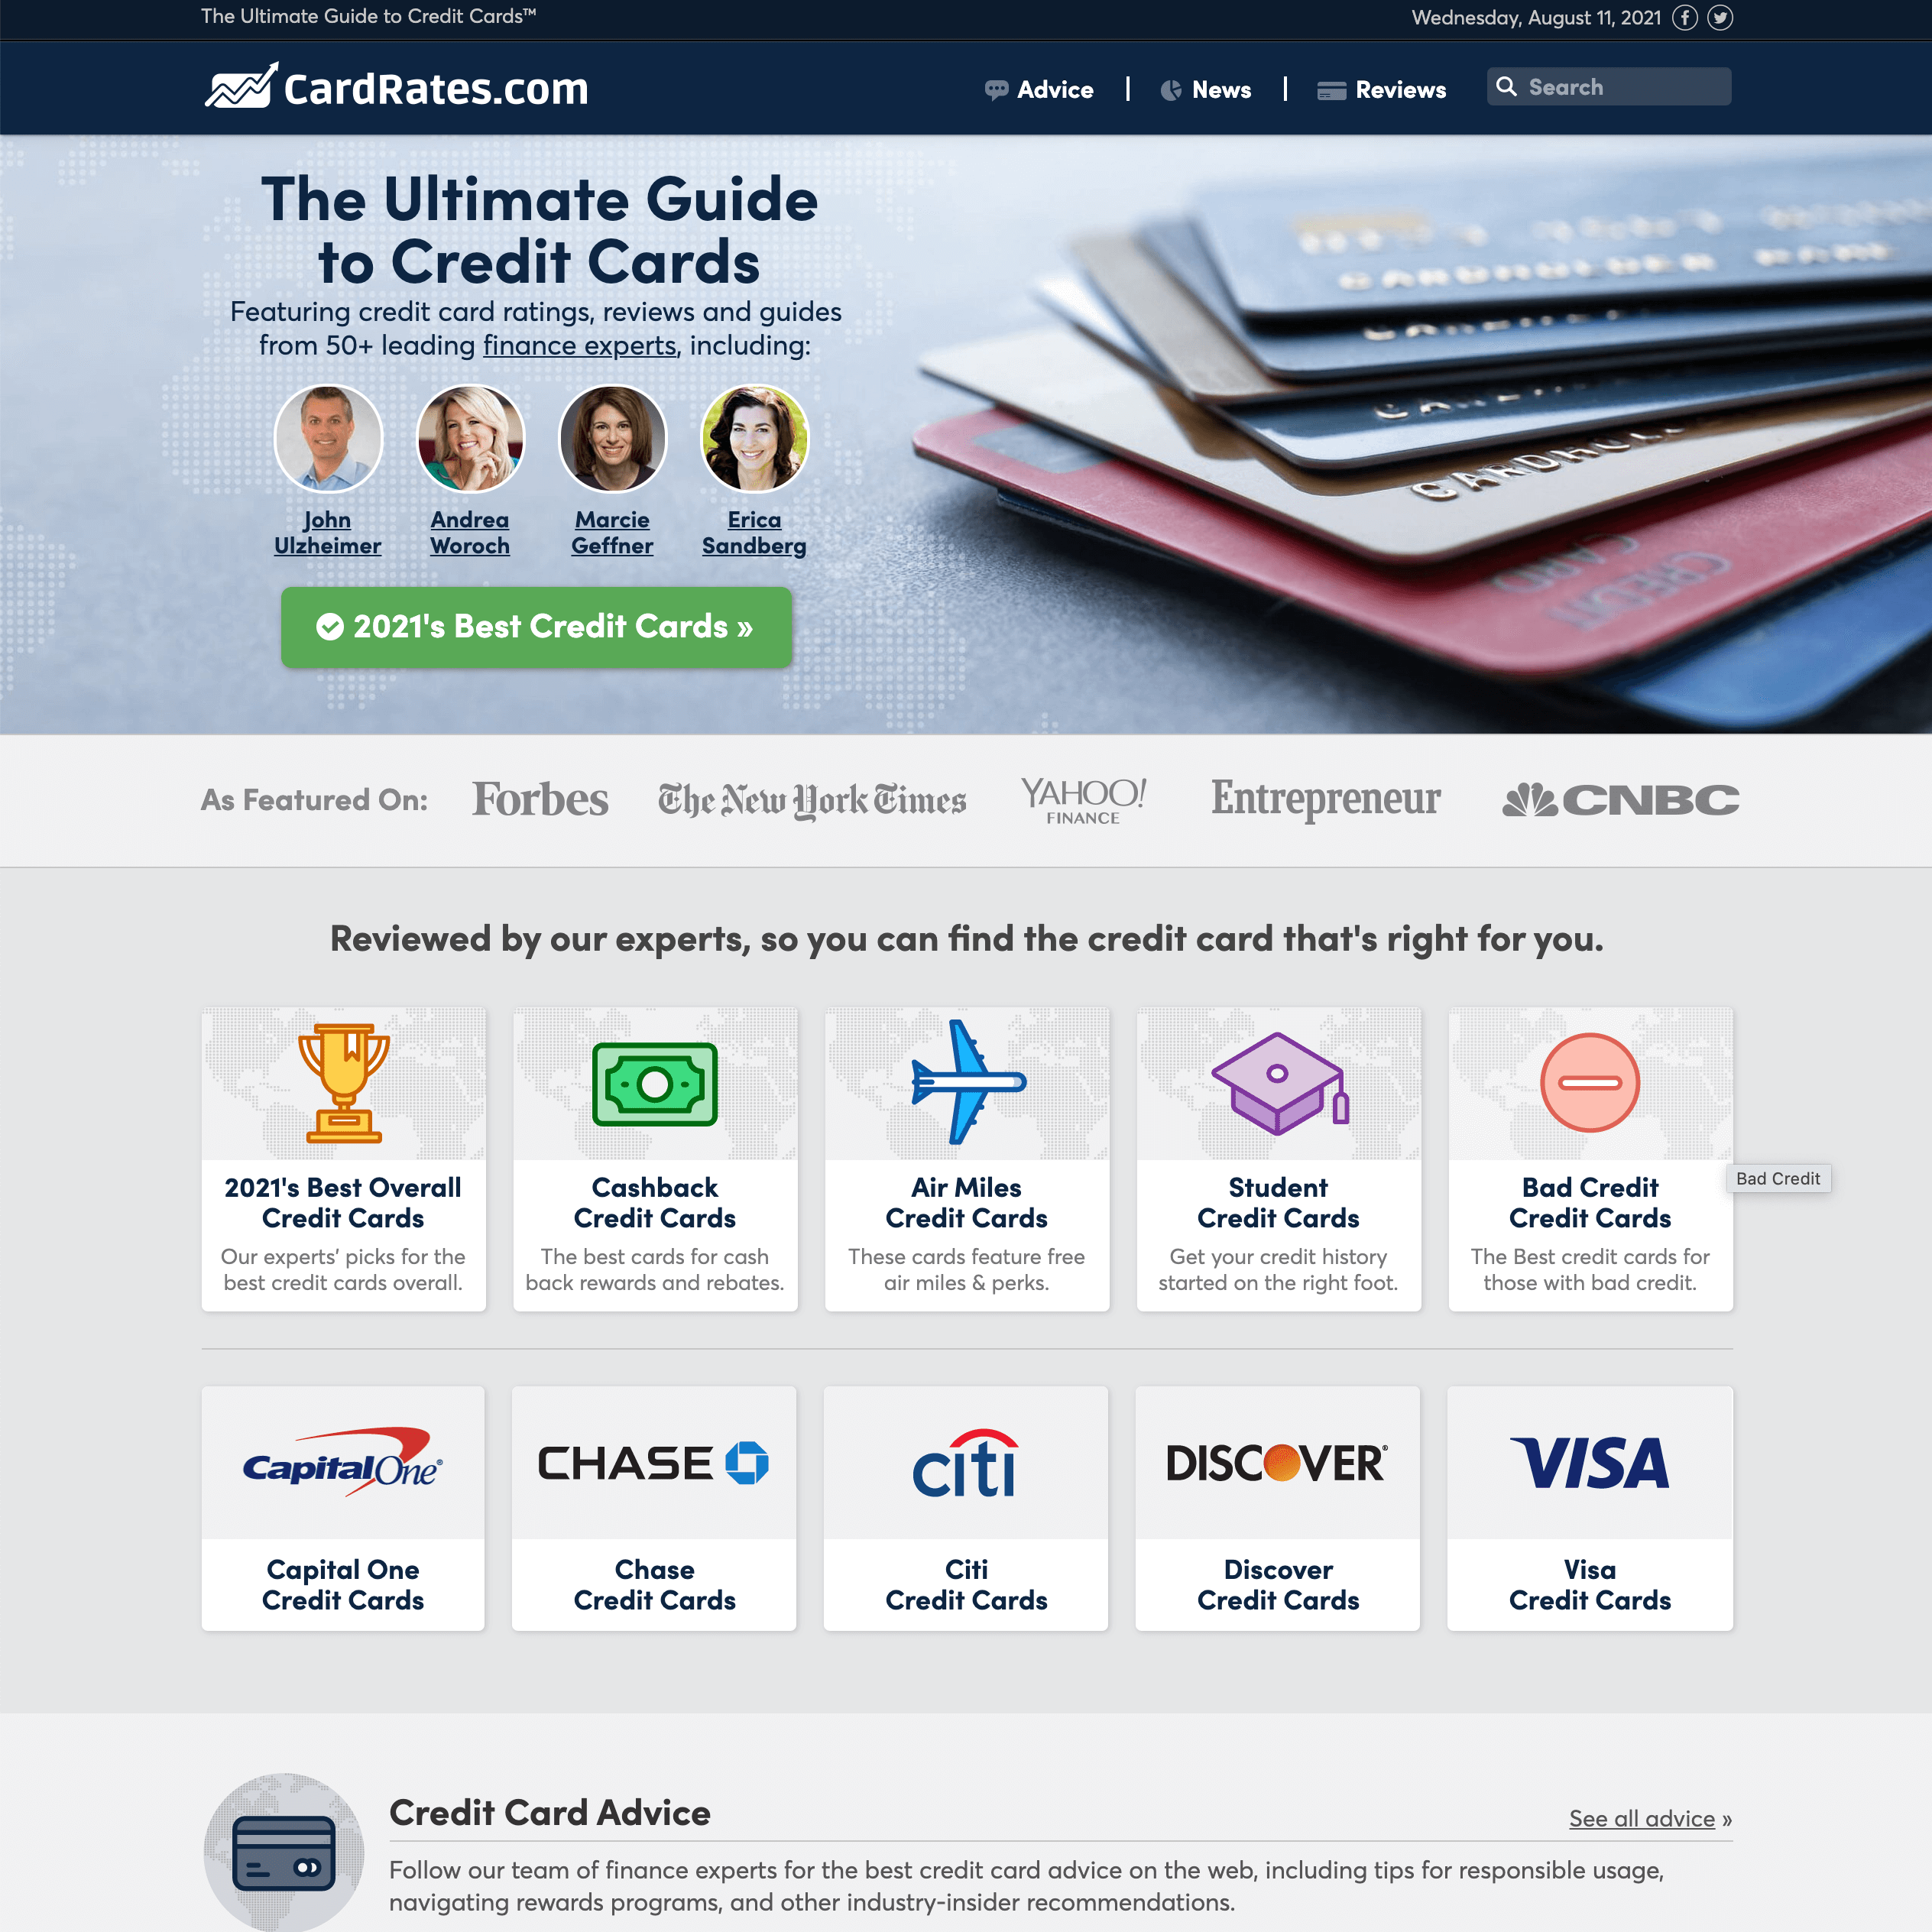 The Ultimate Guide to Credit Cards™
Wednesday, August 11, 2021
CardRates.com
Advice
News
Reviews
Search
The Ultimate Guide
to Credit Cards
Featuring credit card ratings, reviews and guides
from 50+ leading finance experts, including:
John
Ulzheimer
Andrea
Woroch
Marcie
Geffner
Erica
Sandberg
2021's Best Credit Cards »
CREDIT
CARD
As Featured On:
Forbes
The New York Times
YAHOO!
FINANCE
Entrepreneur
CNBC
Reviewed by our experts, so you can find the credit card that's right for you.
2021's Best Overall
Credit Cards
Our experts' picks for the
best credit cards overall.
Cashback
Credit Cards
The best cards for cash
back rewards and rebates.
Air Miles
Credit Cards
These cards feature free
air miles & perks.
Student
Credit Cards
Get your credit history
started on the right foot.
Bad Credit
Credit Cards
The Best credit cards for
those with bad credit.
Bad Credit
Capital One®
Capital One
Credit Cards
CHASE
Chase
Credit Cards
citi
Citi
Credit Cards
DISCOVER®
Discover
Credit Cards
VISA
Visa
Credit Cards
Credit Card Advice
See all advice »
Follow our team of finance experts for the best credit card advice on the web, including tips for responsible usage,
navigating rewards programs, and other industry-insider recommendations.